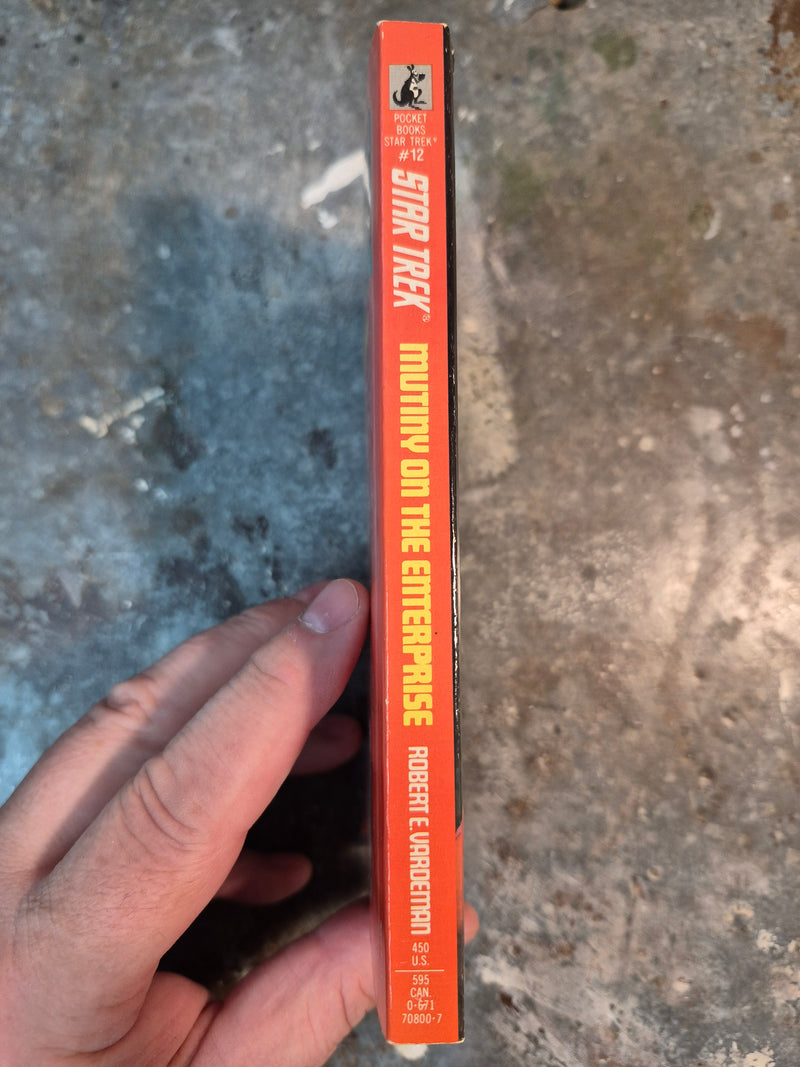 POCKET
BOOKS
STAR TREK®
#12
STAR TREK®
MUTINY ON THE ENTERPRISE
ROBERT E. VARDEMAN
450
U.S.
595
CAN.
0-671
70800-7